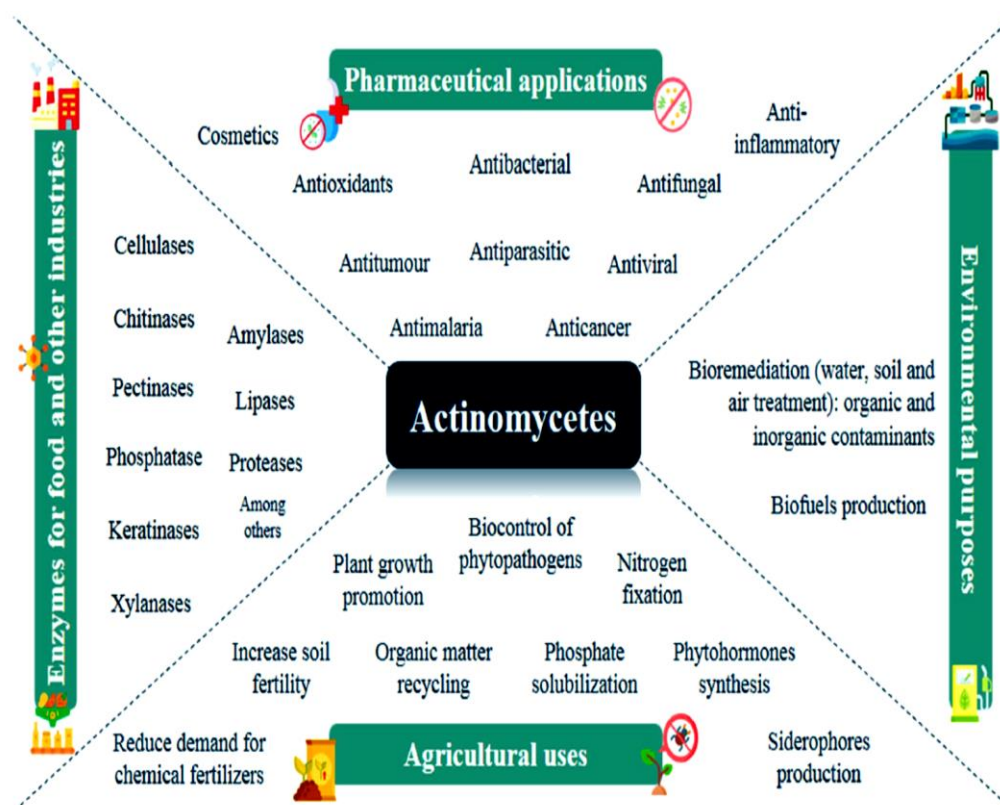 Pharmaceutical applications
Cosmetics
Antioxidants
Antibacterial
Antifungal
Anti-
inflammatory
Antitumour
Antiparasitic
Antiviral
Antimalaria
Anticancer
Enzymes for food and other industries
Cellulases
Chitinases
Amylases
Pectinases
Lipases
Phosphatase
Proteases
Keratinases
Among
others
Xylanases
Actinomycetes
Environmental purposes
Bioremediation (water, soil and
air treatment): organic and
inorganic contaminants
Biofuels production
Biocontrol of
phytopathogens
Plant growth
promotion
Nitrogen
fixation
Increase soil
fertility
Organic matter
recycling
Phosphate
solubilization
Phytohormones
synthesis
Reduce demand for
chemical fertilizers
Agricultural uses
Siderophores
production